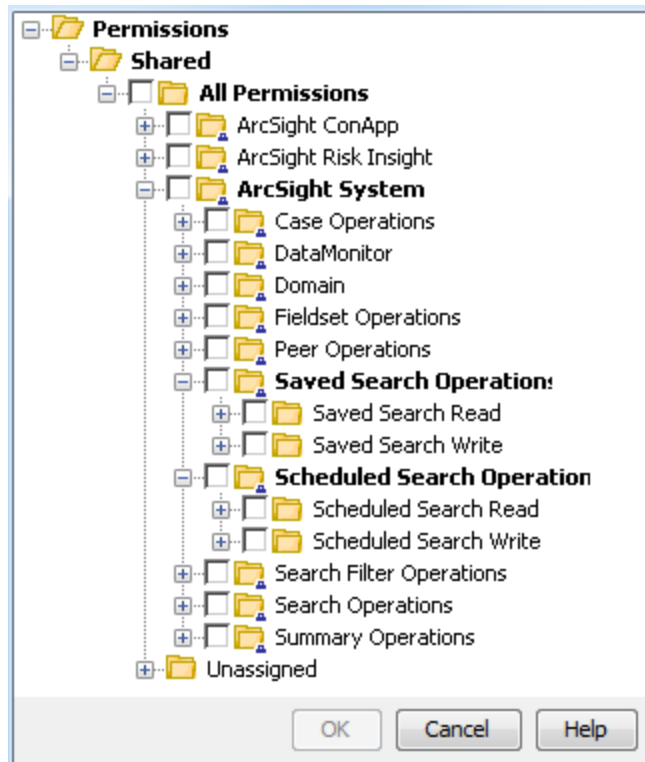 Permissions
Shared
All Permissions
ArcSight ConApp
ArcSight Risk Insight
ArcSight System
Case Operations
DataMonitor
Domain
Fieldset Operations
Peer Operations
Saved Search Operations
Saved Search Read
Saved Search Write
Scheduled Search Operation
Scheduled Search Read
Scheduled Search Write
Search Filter Operations
Search Operations
Summary Operations
Unassigned
OK Cancel Help